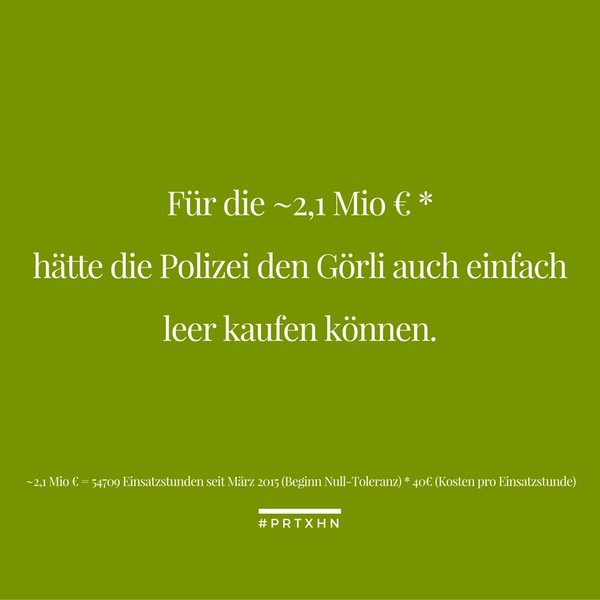 Für die ~2,1 Mio € *
hätte die Polizei den Görli auch einfach
leer kaufen können.
~2,1 Mio € = 54709 Einsatzstunden seit März 2015 (Beginn Null-Toleranz) * 40€ (Kosten pro Einsatzstunde)
#PRTXHN